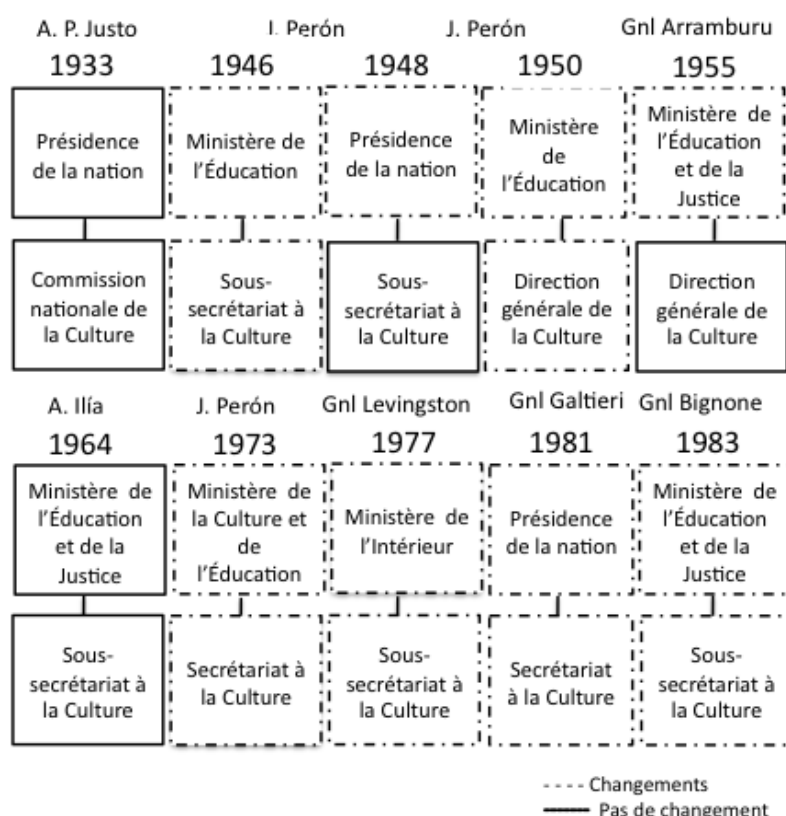 A. P. Justo
I. Perón
J. Perón
Gnl Arramburu
1933
1946
1948
1950
1955
Présidence
de la nation
Ministère de
l'Éducation
Présidence
de la nation
Ministère
de
l'Éducation
Ministère de
l'Éducation
et de la
Justice
Commission
nationale de
la Culture
Sous-
secrétariat à
la Culture
Sous-
secrétariat à
la Culture
Direction
générale de
la Culture
Direction
générale de
la Culture
A. Ilía
J. Perón
Gnl Levingston
Gnl Galtieri
Gnl Bignone
1964
1973
1977
1981
1983
Ministère de
l'Éducation
et de la
Justice
Ministère de
la Culture et
de
l'Éducation
Ministère de
l'Intérieur
Présidence
de la nation
Ministère de
l'Éducation
et de la
Justice
Sous-
secrétariat à
la Culture
Secrétariat à
la Culture
Sous-
secrétariat à
la Culture
Secrétariat
à la Culture
Sous-
secrétariat à
la Culture
Changements
Pas de changement